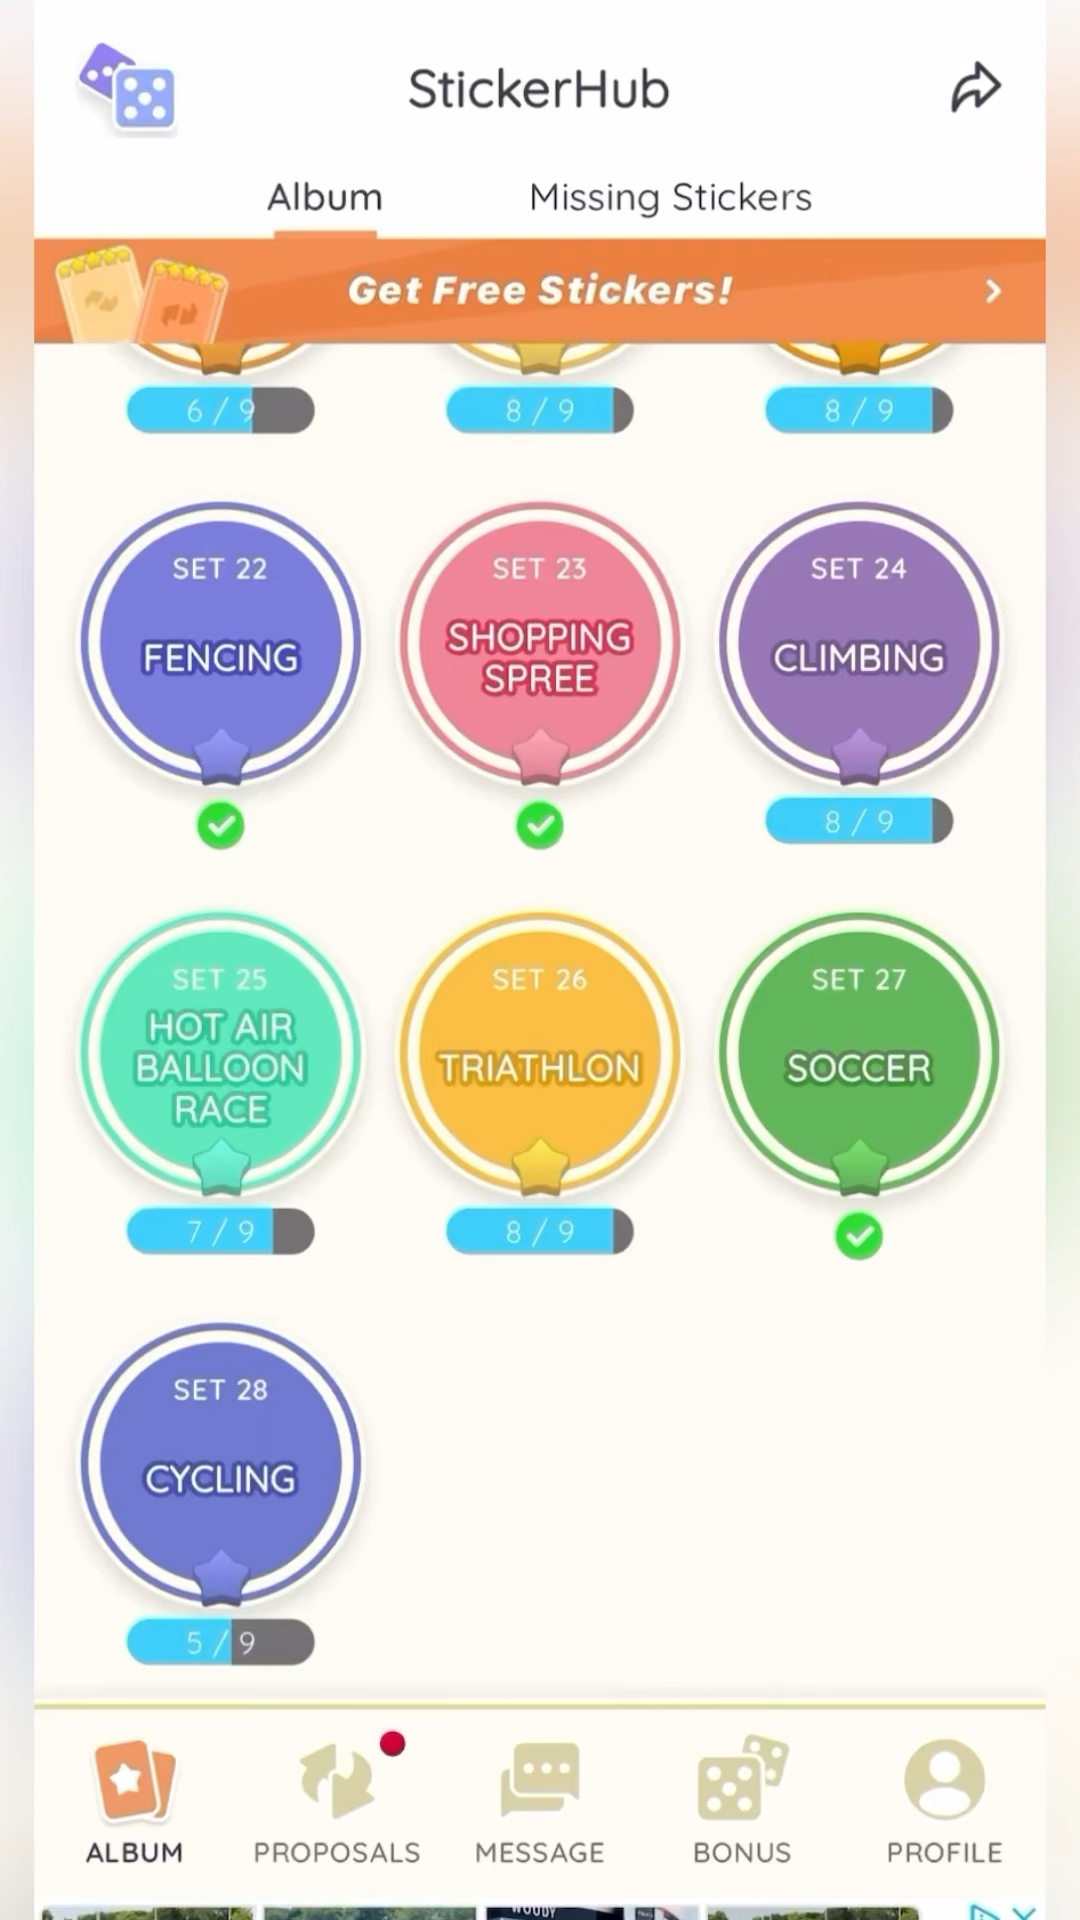 StickerHub
Album
Missing Stickers
Get Free Stickers!
6 / 9
8 / 9
8 / 9
SET 22
FENCING
SET 23
SHOPPING
SPREE
SET 24
CLIMBING
8 / 9
SET 25
HOT AIR
BALLOON
RACE
7 / 9
SET 26
TRIATHLON
8 / 9
SET 27
SOCCER
SET 28
CYCLING
5 / 9
ALBUM
PROPOSALS
MESSAGE
BONUS
PROFILE
WOODY